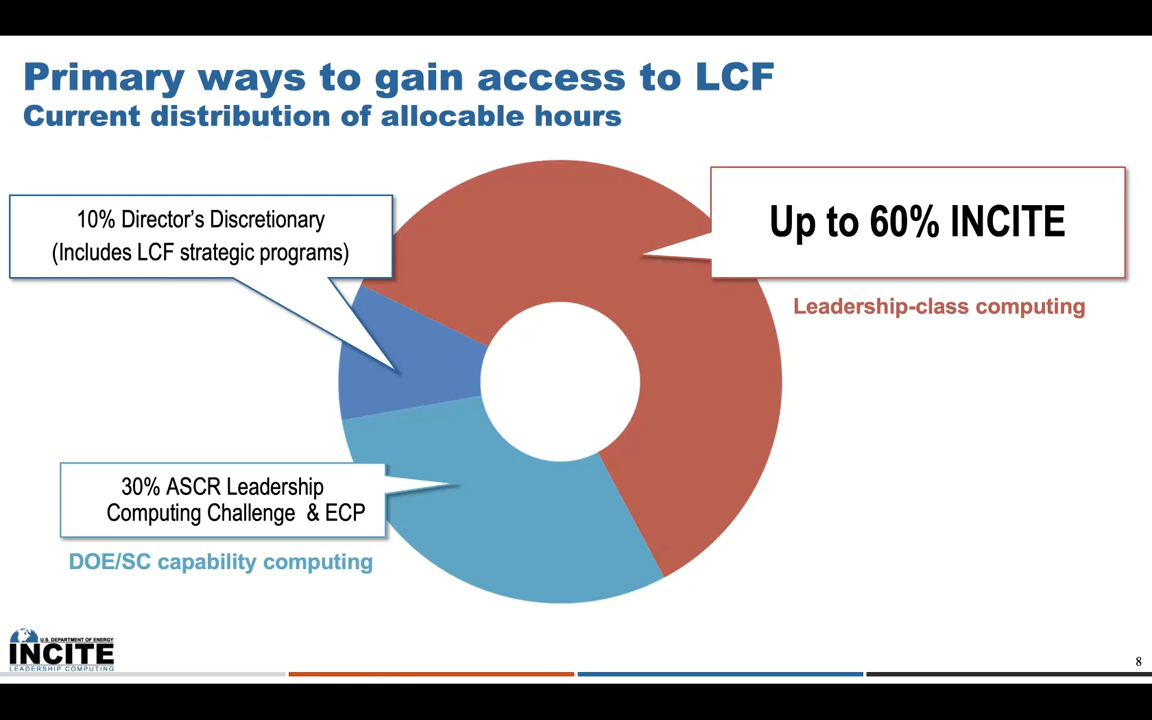 Primary ways to gain access to LCF
Current distribution of allocable hours
10% Director’s Discretionary
(Includes LCF strategic programs)
Up to 60% INCITE
Leadership-class computing
30% ASCR Leadership
Computing Challenge & ECP
DOE/SC capability computing
U.S. DEPARTMENT OF ENERGY
INCITE
LEADERSHIP COMPUTING
8